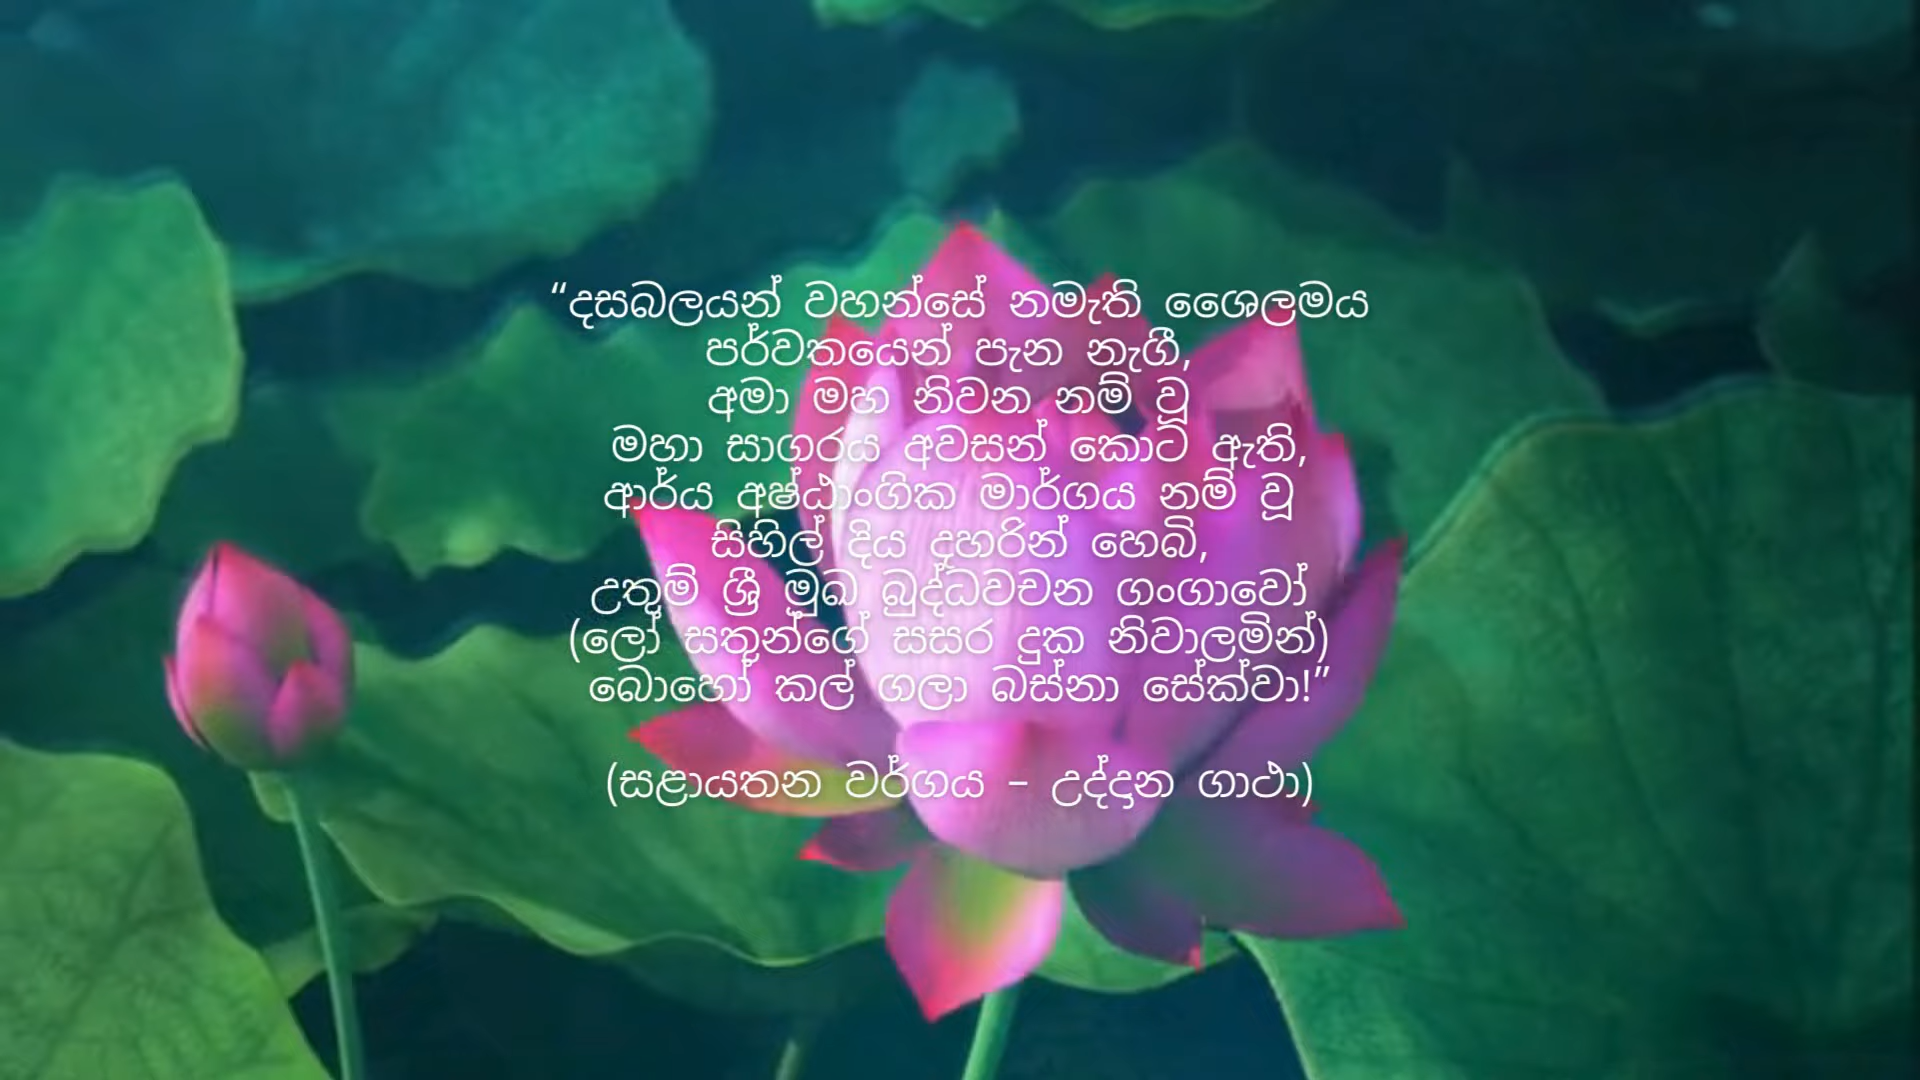 “දසබලයන් වහන්සේ නමැති ශෛලමය
පර්වතයෙන් පැන නැගී,
අමා මහ නිවන නම් වූ
මහා සාගරය අවසන් කොට ඇති,
ආර්ය අෂ්ඨාංගික මාර්ගය නම් වූ
සිහිල් දිය දහරින් හෙබි,
උතුම් ශ්‍රී මුඛ බුද්ධවචන ගංගාවෝ
(ලෝ සතුන්ගේ සසර දුක නිවාලමින්)
බොහෝ කල් ගලා බස්නා සේක්වා!”
(සළායතන වර්ගය – උද්දාන ගාථා)